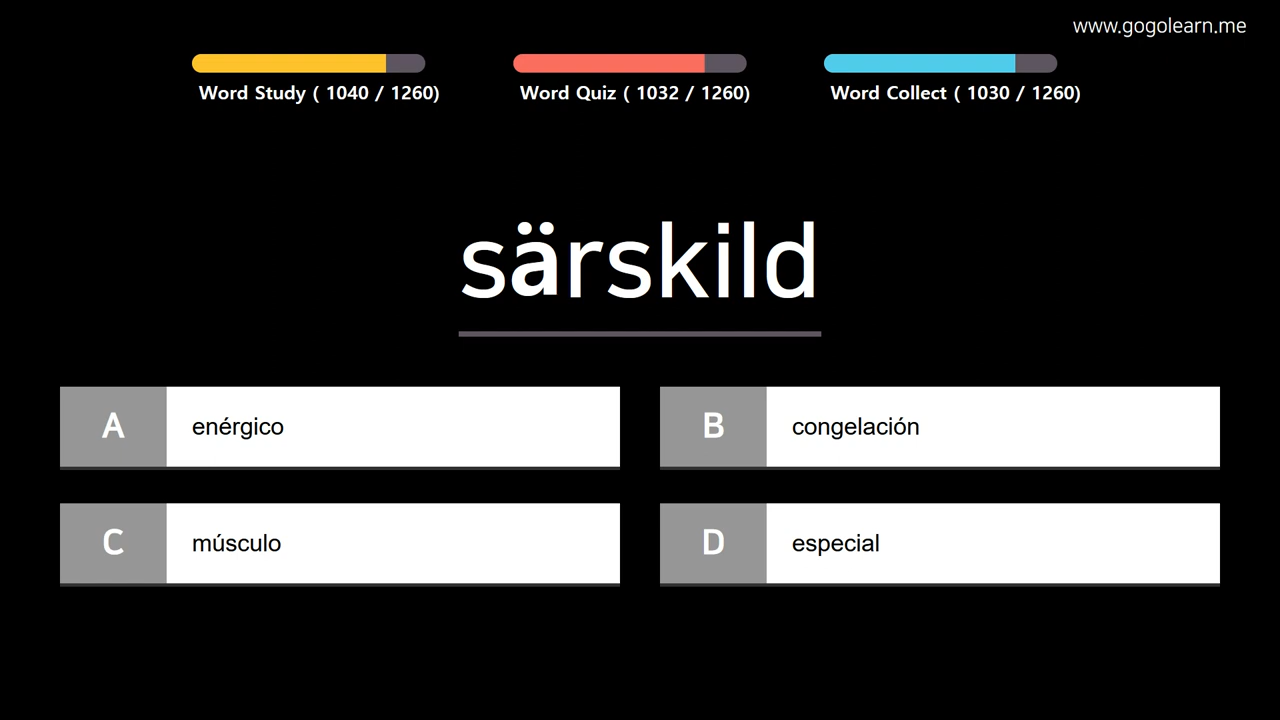 www.gogolearn.me
Word Study ( 1040 / 1260)
Word Quiz ( 1032 / 1260)
Word Collect ( 1030 / 1260)
särskild
A enérgico
B congelación
C músculo
D especial